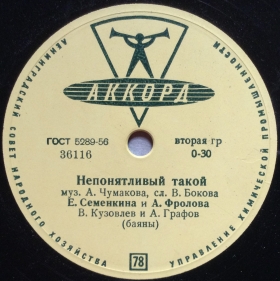 АККОРД
ЛЕНИНГРАДСКИЙ СОВЕТ НАРОДНОГО ХОЗЯЙСТВА
УПРАВЛЕНИЕ ХИМИЧЕСКОЙ ПРОМЫШЛЕННОСТИ
ГОСТ 5289-56
36116
вторая гр
0-30
Непонятливый такой
муз. А. Чумакова, сл. В. Бокова
Е. Семенкина и А. Фролова
В. Кузовлев и А. Графов
(баяны)
78